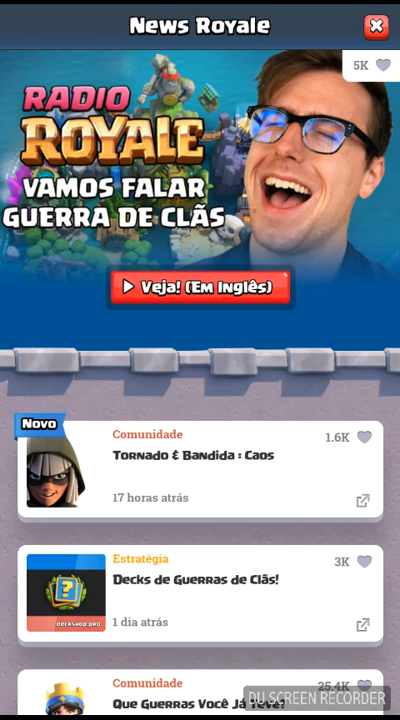 News Royale
5K
RADIO
ROYALE
VAMOS FALAR
GUERRA DE CLÃS
Veja! (Em Inglês)
Novo
Comunidade
1.6K
Tornado & Bandida : Caos
17 horas atrás
Estratégia
3K
Decks de Guerras de Clãs!
deckshop.pro
1 dia atrás
Comunidade
25.4K
Que Guerras Você Já Teve?
DU SCREEN RECORDER